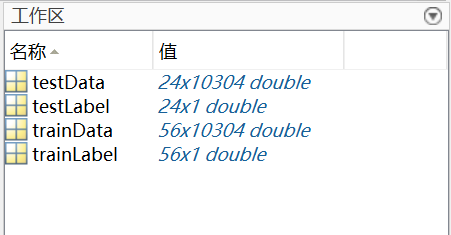 工作区
名称 值
testData 24x10304 double
testLabel 24x1 double
trainData 56x10304 double
trainLabel 56x1 double